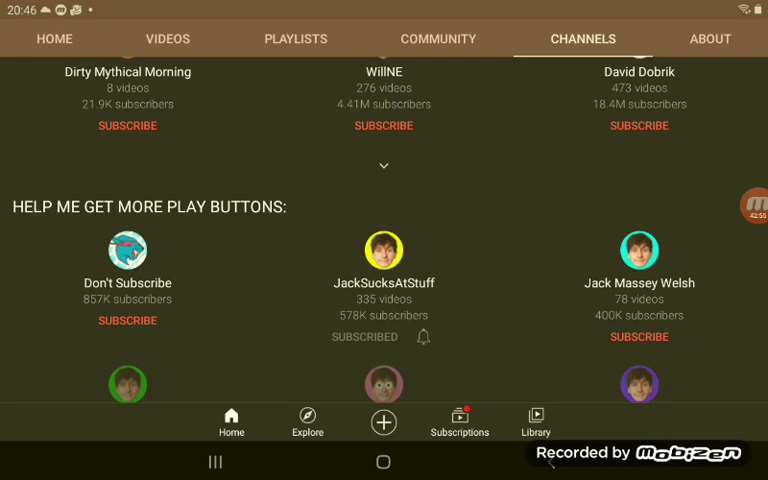 20:46
HOME VIDEOS PLAYLISTS COMMUNITY CHANNELS ABOUT
Dirty Mythical Morning WillNE David Dobrik
8 videos 276 videos 473 videos
21.9K subscribers 4.41M subscribers 18.4M subscribers
SUBSCRIBE SUBSCRIBE SUBSCRIBE
HELP ME GET MORE PLAY BUTTONS:
42:55
Don't Subscribe JackSucksAtStuff Jack Massey Welsh
857K subscribers 335 videos 78 videos
578K subscribers 400K subscribers
SUBSCRIBE SUBSCRIBED SUBSCRIBE
Home Explore Subscriptions Library
Recorded by Mobizen